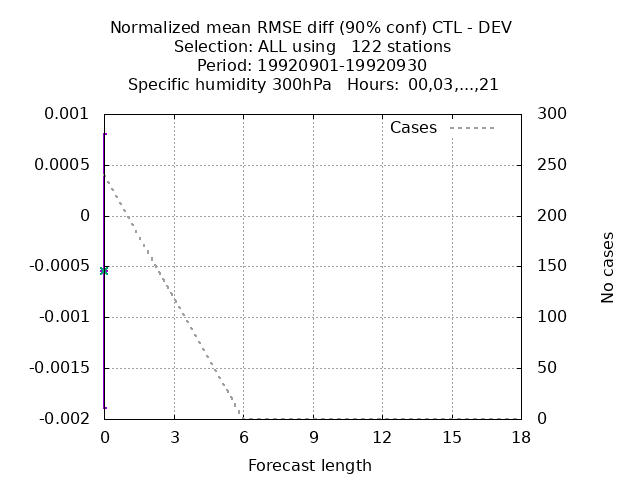 Normalized mean RMSE diff (90% conf) CTL - DEV
Selection: ALL using 122 stations
Period: 19920901-19920930
Specific humidity 300hPa Hours: 00,03,...,21
Cases
0.001
0.0005
0
-0.0005
-0.001
-0.0015
-0.002
300
250
200
150
100
50
0
No cases
0 3 6 9 12 15 18
Forecast length